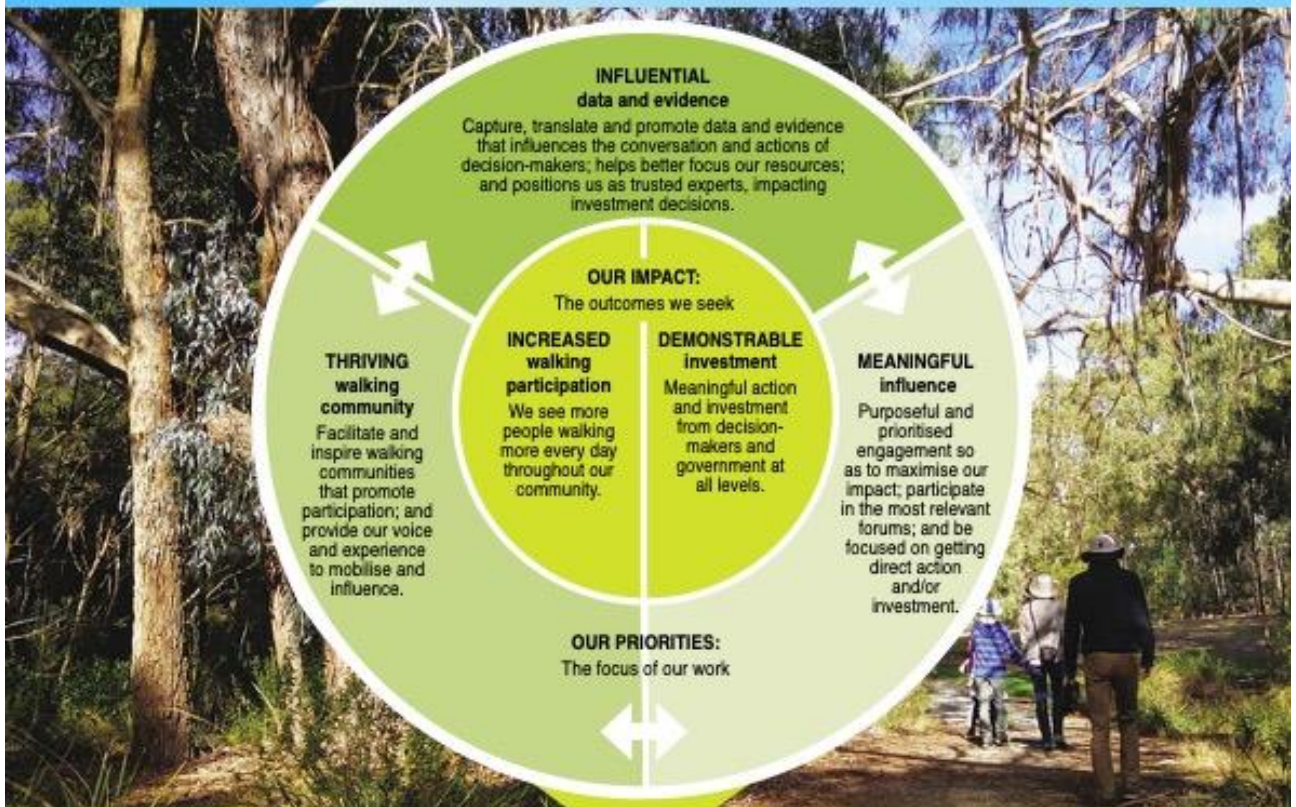 INFLUENTIAL
data and evidence
Capture, translate and promote data and evidence
that influences the conversation and actions of
decision-makers; helps better focus our resources;
and positions us as trusted experts, impacting
investment decisions.
OUR IMPACT:
The outcomes we seek
INCREASED
walking
participation
We see more
people walking
more every day
throughout our
community.
DEMONSTRABLE
investment
Meaningful action
and investment
from decision-
makers and
government at
all levels.
THRIVING
walking
community
Facilitate and
inspire walking
communities
that promote
participation; and
provide our voice
and experience
to mobilise and
influence.
MEANINGFUL
influence
Purposeful and
prioritised
engagement so
as to maximise our
impact; participate
in the most relevant
forums; and be
focused on getting
direct action
and/or
investment.
OUR PRIORITIES:
The focus of our work